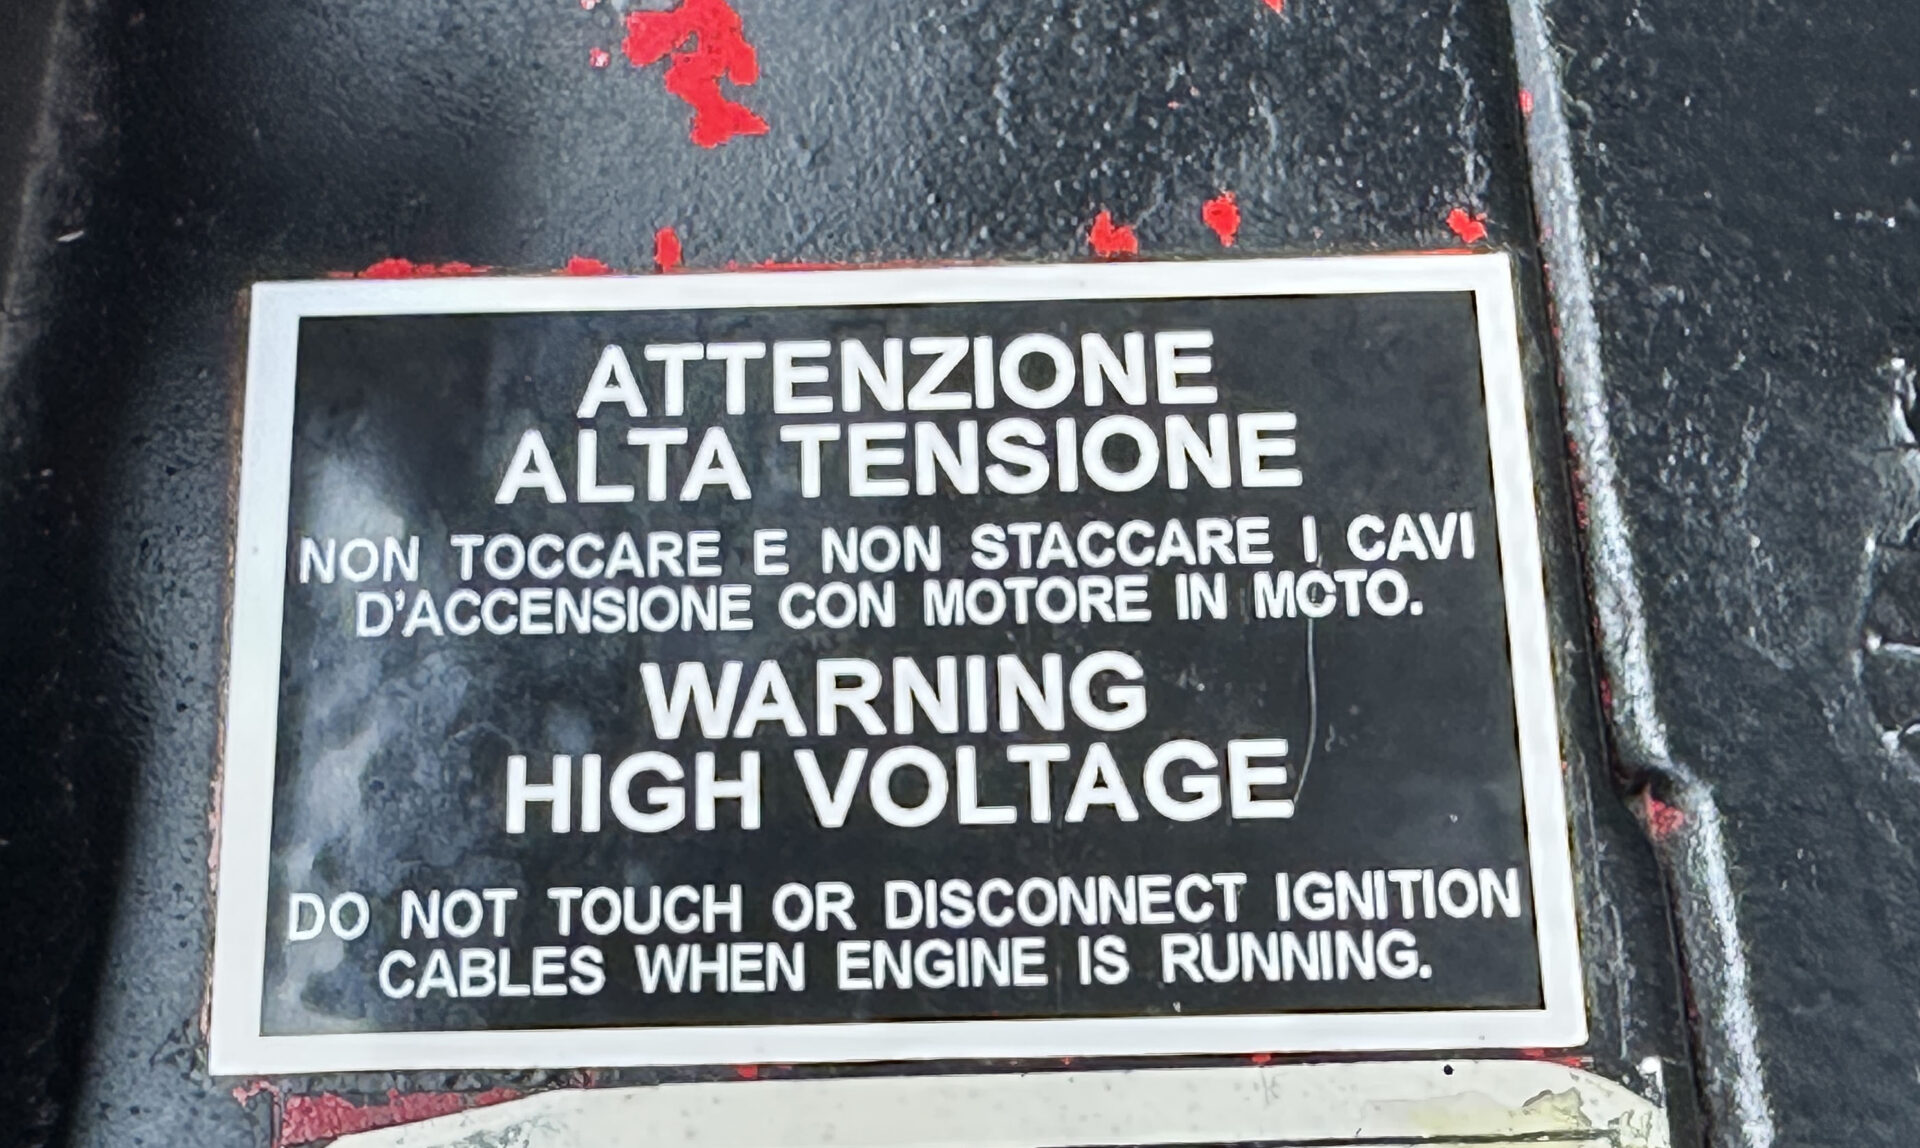 ATTENZIONE
ALTA TENSIONE
NON TOCCARE E NON STACCARE I CAVI
D'ACCENSIONE CON MOTORE IN MOTO.
WARNING
HIGH VOLTAGE
DO NOT TOUCH OR DISCONNECT IGNITION
CABLES WHEN ENGINE IS RUNNING.